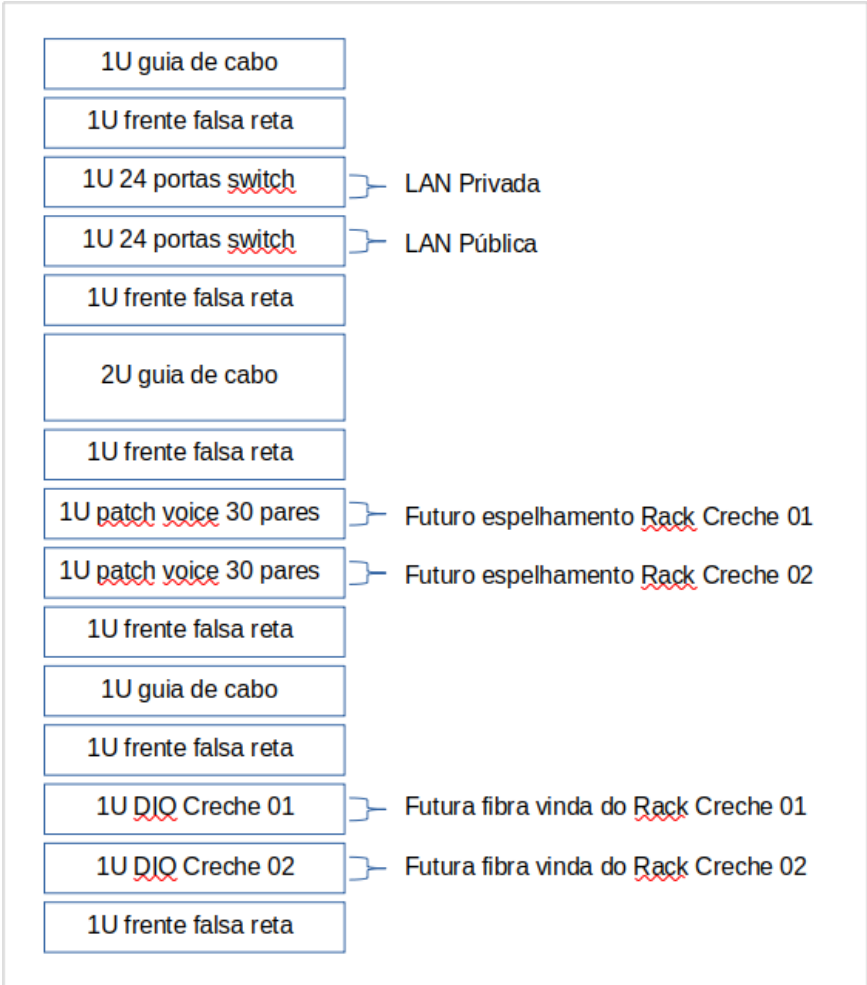 1U guia de cabo
1U frente falsa reta
1U 24 portas switch LAN Privada
1U 24 portas switch LAN Pública
1U frente falsa reta
2U guia de cabo
1U frente falsa reta
1U patch voice 30 pares Futuro espelhamento Rack Creche 01
1U patch voice 30 pares Futuro espelhamento Rack Creche 02
1U frente falsa reta
1U guia de cabo
1U frente falsa reta
1U DIO Creche 01 Futura fibra vinda do Rack Creche 01
1U DIO Creche 02 Futura fibra vinda do Rack Creche 02
1U frente falsa reta